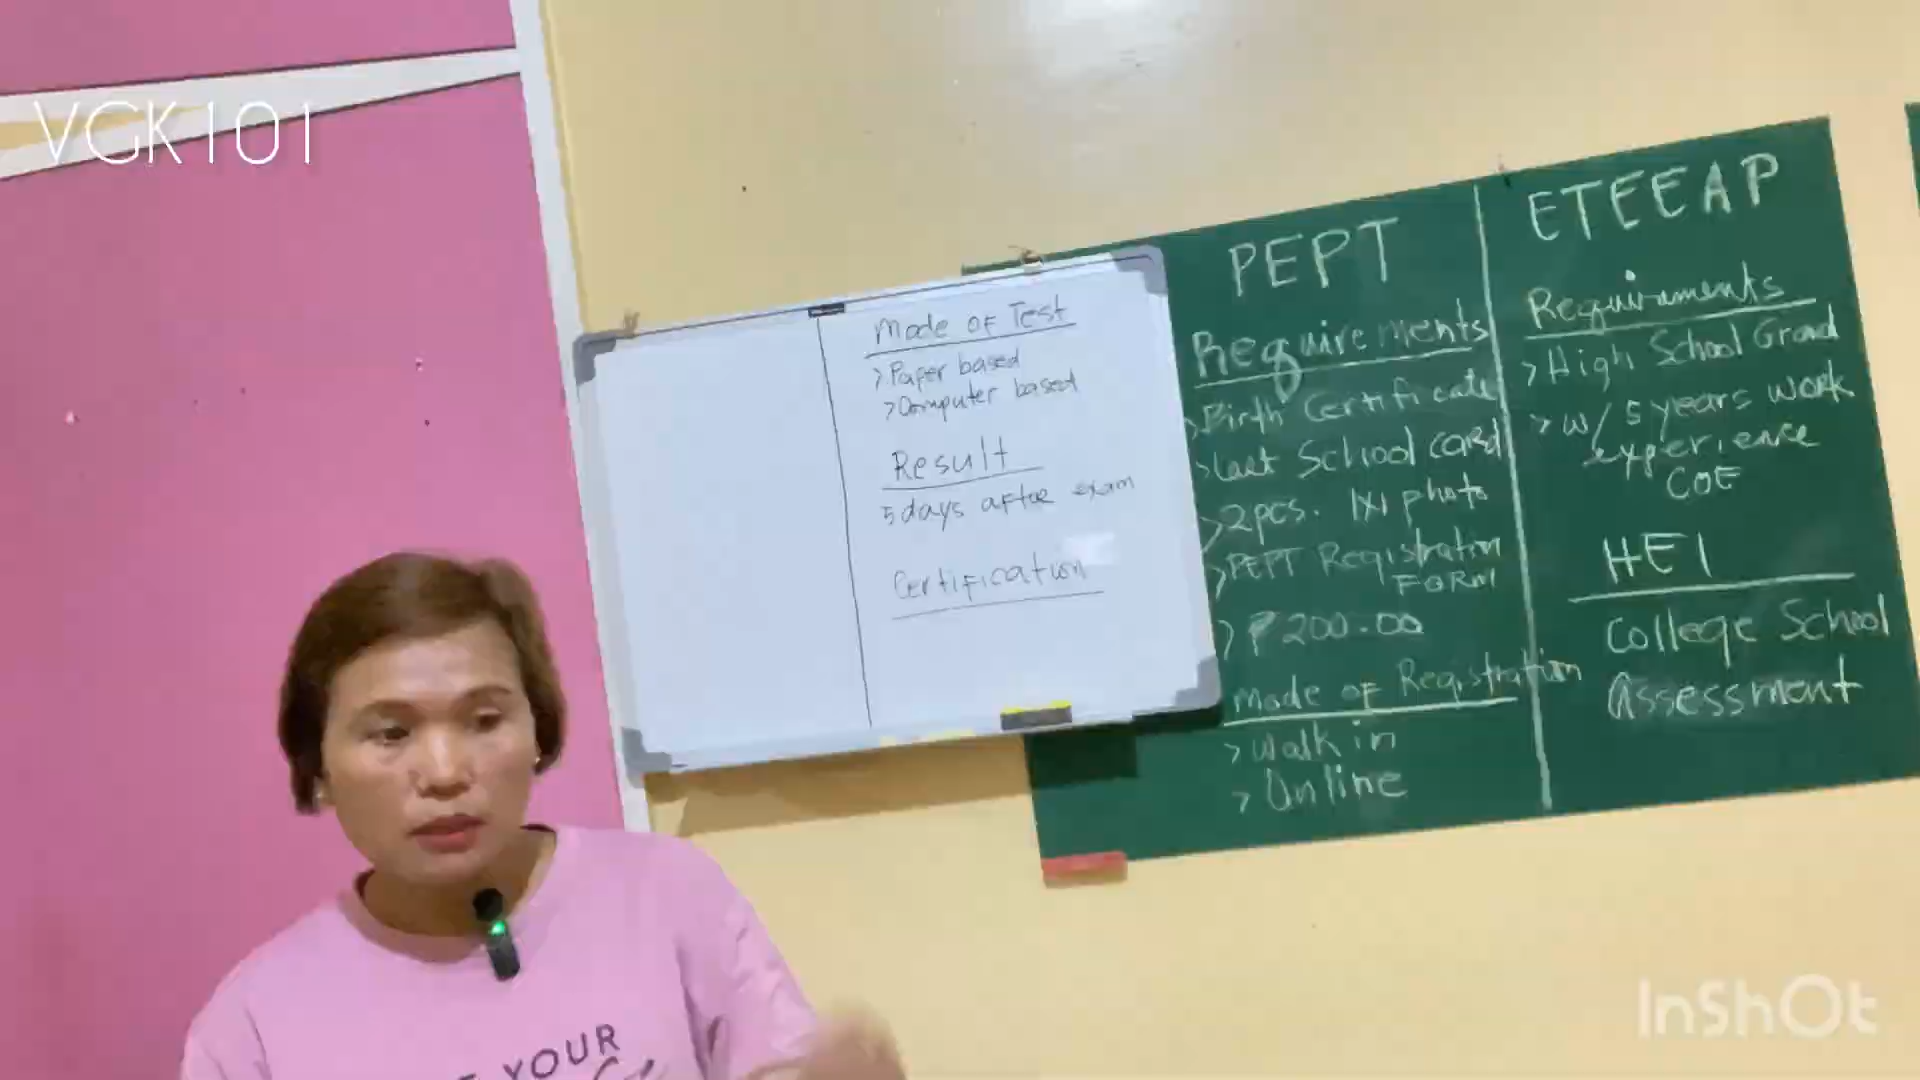 VGK101
Mode of Test
> Paper based
> Computer based
Result
5 days after exam
Certification
PEPT
Requirements
> Birth Certificate
> Last School Card
> 2pcs. 1x1 photo
> PEPT Registration
FORM
> ₱200.00
Mode of Registration
> Walk in
> Online
ETEEAP
Requirements
> High School Grad
> w/ 5 years work
experience
COE
HEI
College School
Assessment
YOUR
InShOt